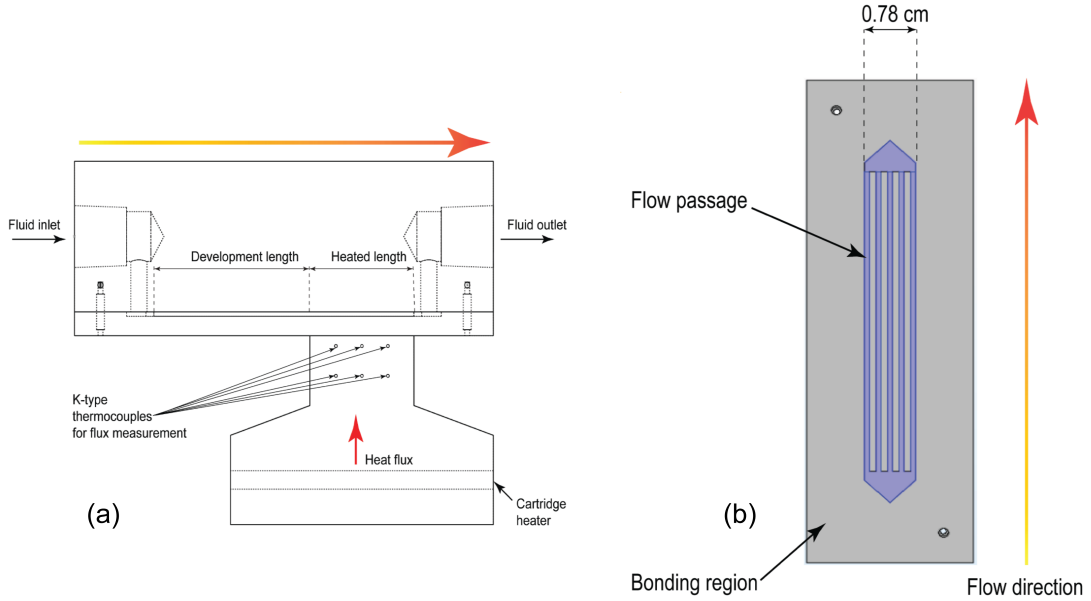 Fluid inlet
Fluid outlet
Development length
Heated length
K-type
thermocouples
for flux measurement
Heat flux
Cartridge
heater
(a)
0.78 cm
Flow passage
Bonding region
Flow direction
(b)